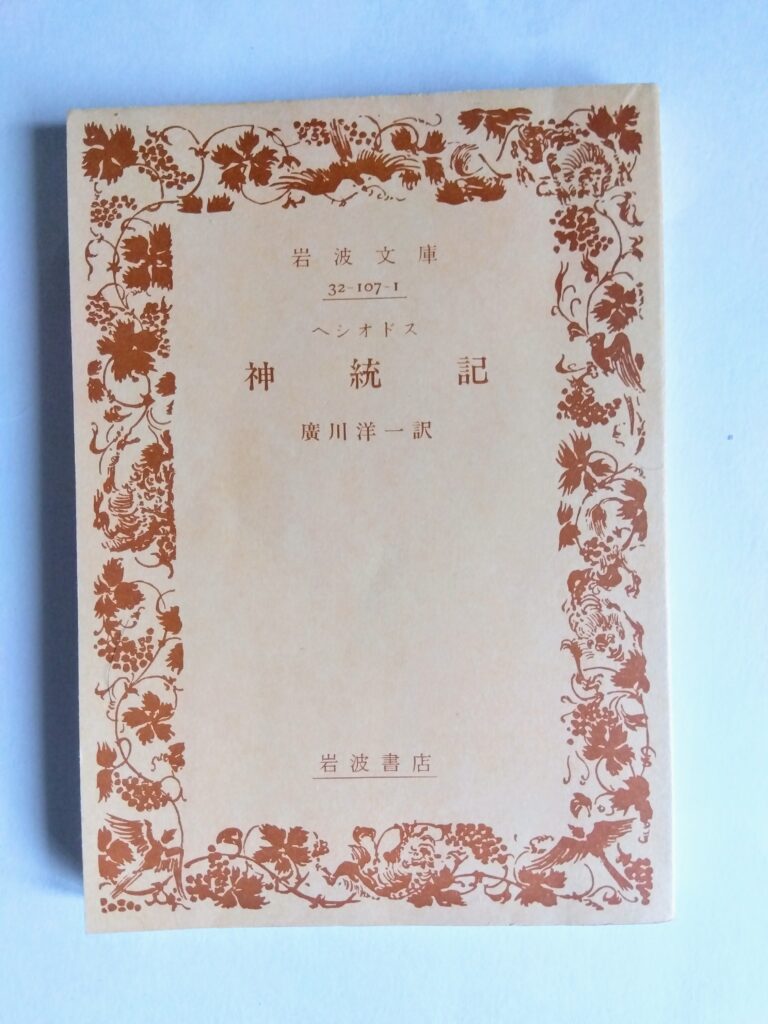 岩波文庫
32-107-1
ヘシオドス
神統記
廣川洋一訳
岩波書店